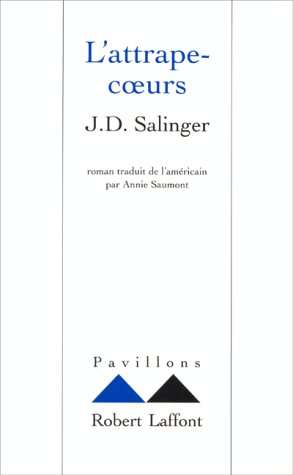 L'attrape-
cœurs
J.D. Salinger
roman traduit de l'américain
par Annie Saumont
Pavillons
Robert Laffont